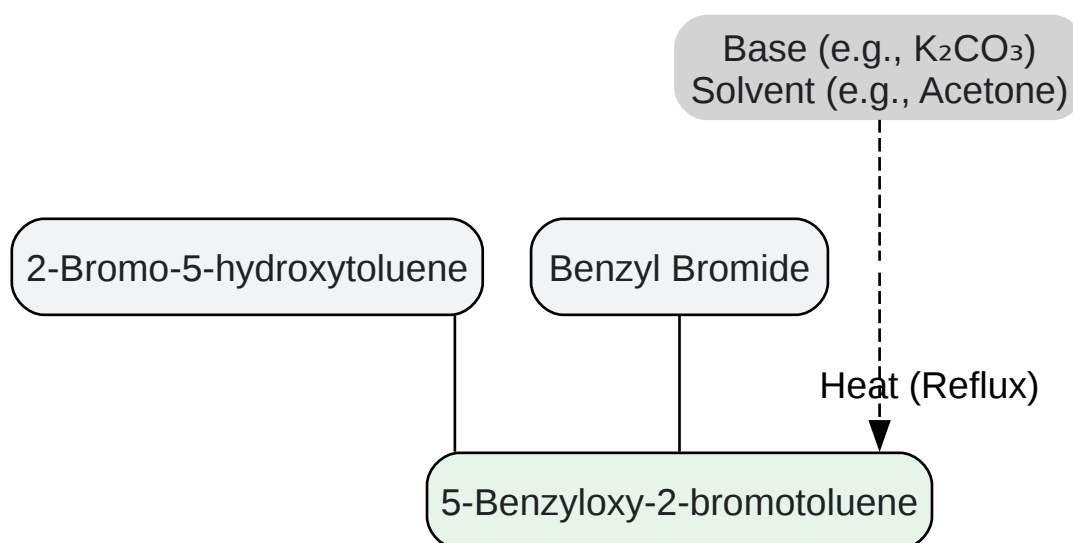 Base (e.g., K₂CO₃)
Solvent (e.g., Acetone)
2-Bromo-5-hydroxytoluene
Benzyl Bromide
Heat (Reflux)
5-Benzyloxy-2-bromotoluene